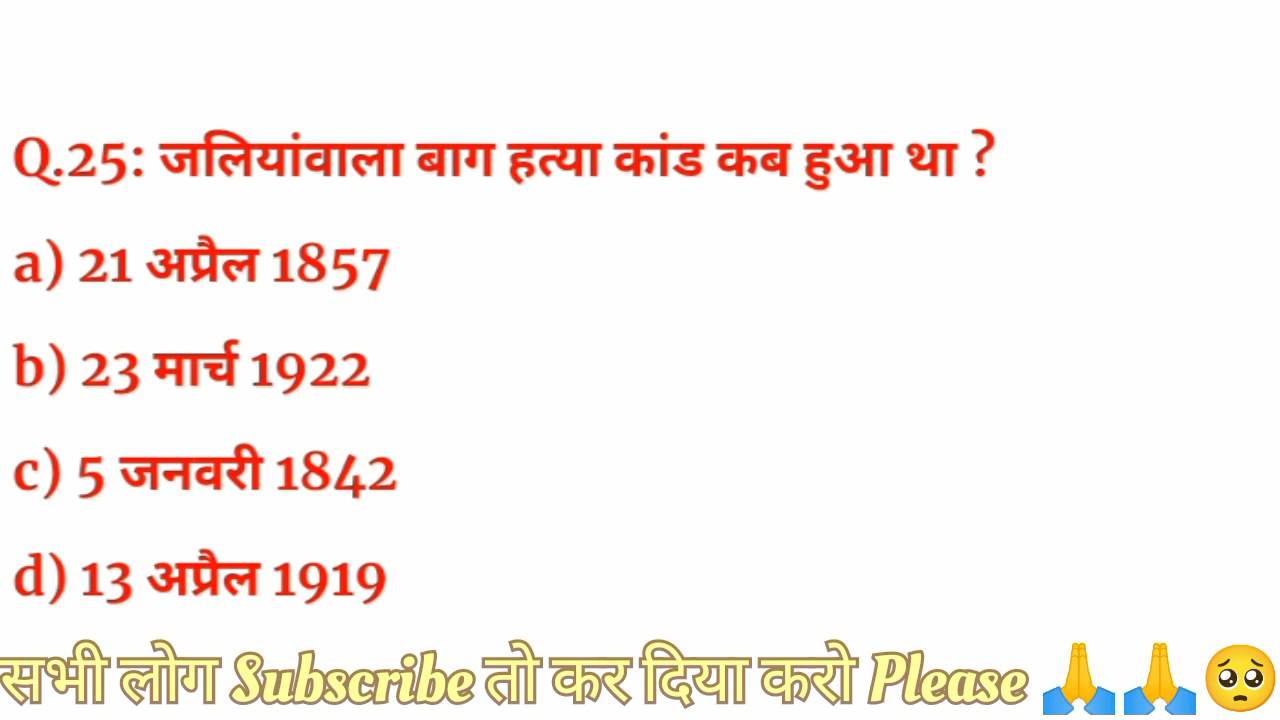 Q.25: जलियांवाला बाग हत्या कांड कब हुआ था ?
a) 21 अप्रैल 1857
b) 23 मार्च 1922
c) 5 जनवरी 1842
d) 13 अप्रैल 1919
सभी लोग Subscribe तो कर दिया करो Please 🙏🙏🥺